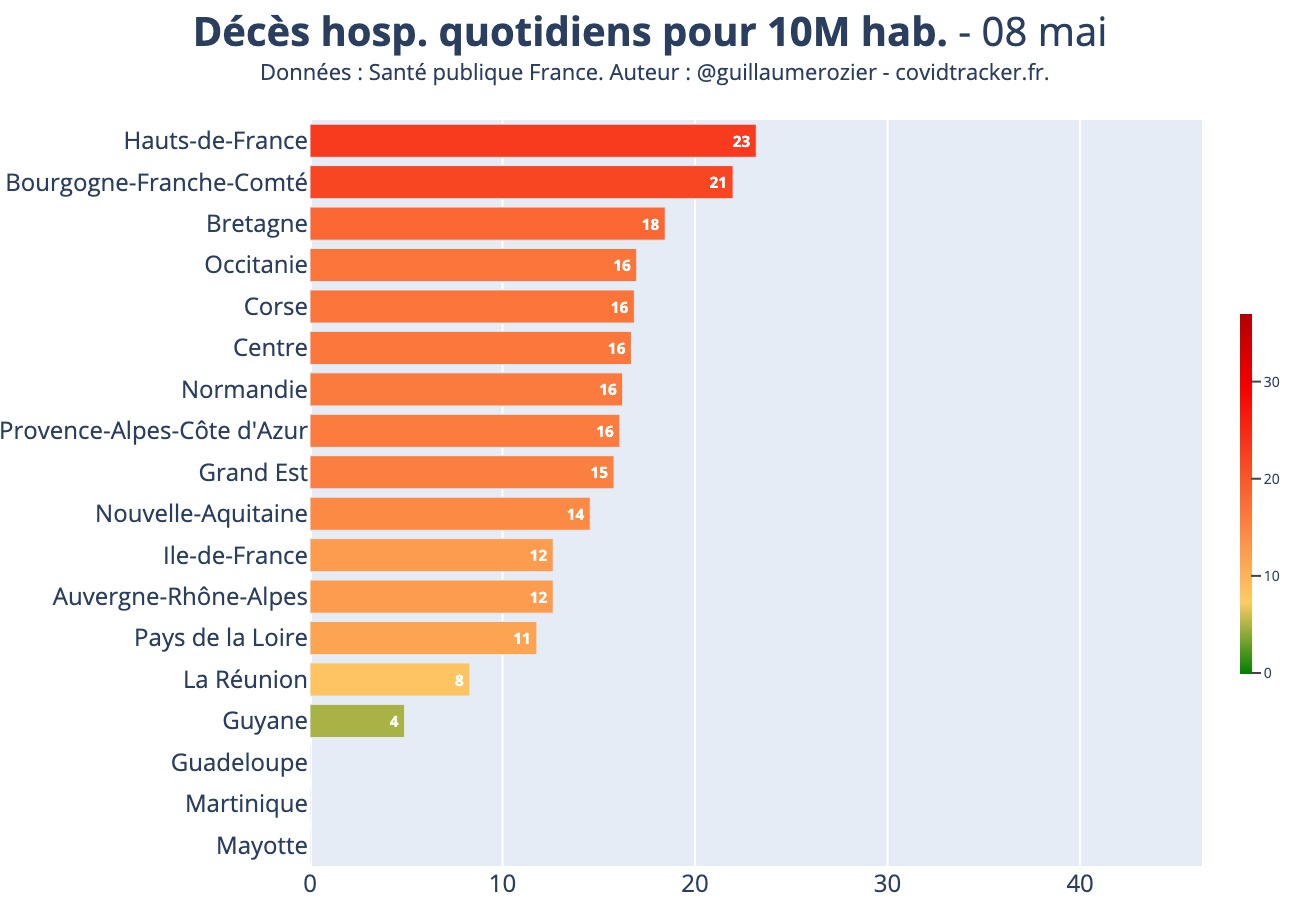 Décès hosp. quotidiens pour 10M hab. - 08 mai
Données : Santé publique France. Auteur : @guillaumerozier - covidtracker.fr.
Hauts-de-France 23
Bourgogne-Franche-Comté 21
Bretagne 18
Occitanie 16
Corse 16
Centre 16
Normandie 16
Provence-Alpes-Côte d'Azur 16
Grand Est 15
Nouvelle-Aquitaine 14
Ile-de-France 12
Auvergne-Rhône-Alpes 12
Pays de la Loire 11
La Réunion 8
Guyane 4
Guadeloupe
Martinique
Mayotte
0 10 20 30 40
30
20
10
0